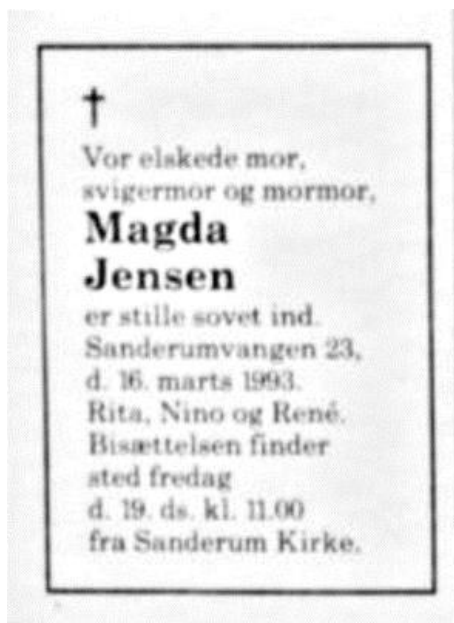 †
Vor elskede mor,
svigermor og mormor,
Magda
Jensen
er stille sovet ind.
Sanderumvangen 23,
d. 16. marts 1993.
Rita, Nino og René.
Bisættelsen finder
sted fredag
d. 19. ds. kl. 11.00
fra Sanderum Kirke.